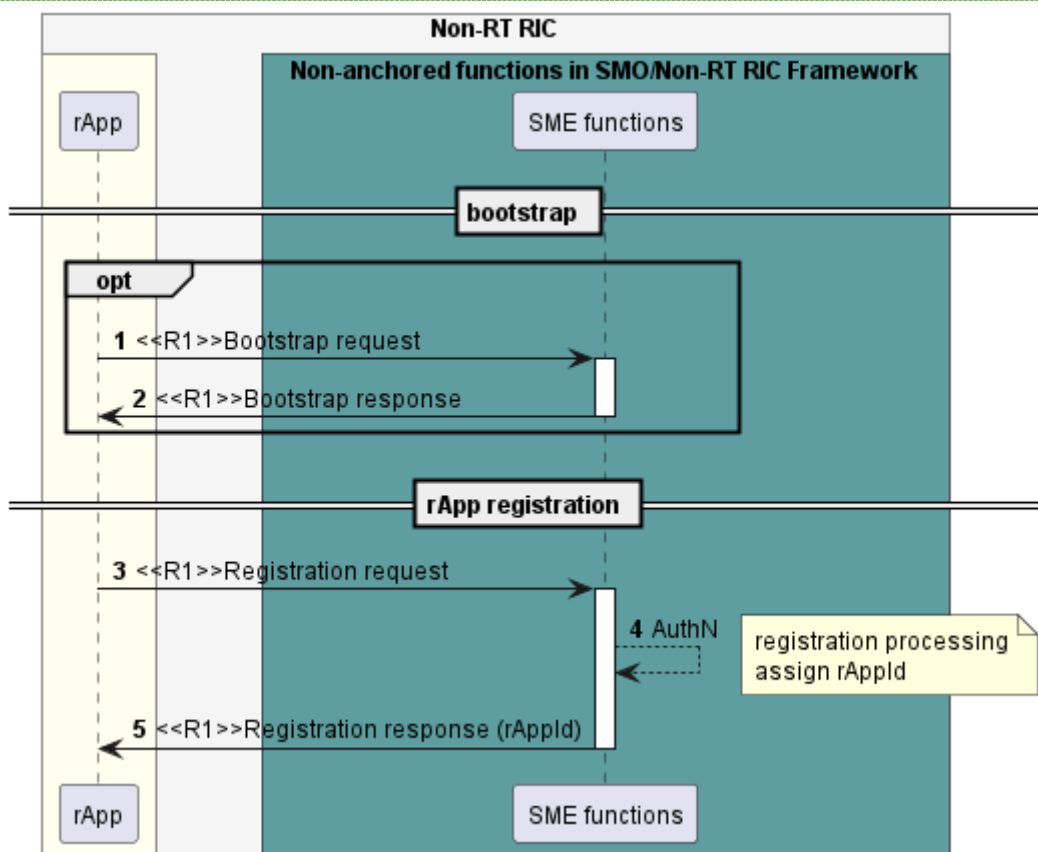 Non-RT RIC
Non-anchored functions in SMO/Non-RT RIC Framework
rApp
SME functions
bootstrap
opt
1 <<R1>>Bootstrap request
2 <<R1>>Bootstrap response
rApp registration
3 <<R1>>Registration request
4 AuthN
registration processing
assign rAppId
5 <<R1>>Registration response (rAppId)
rApp
SME functions